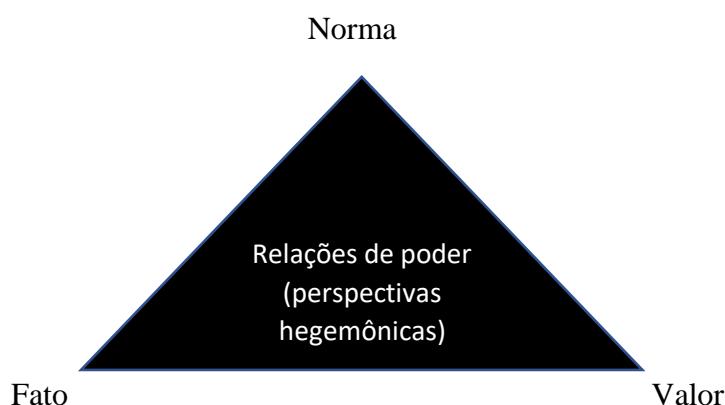 Norma
Relações de poder
(perspectivas
hegemônicas)
Fato
Valor